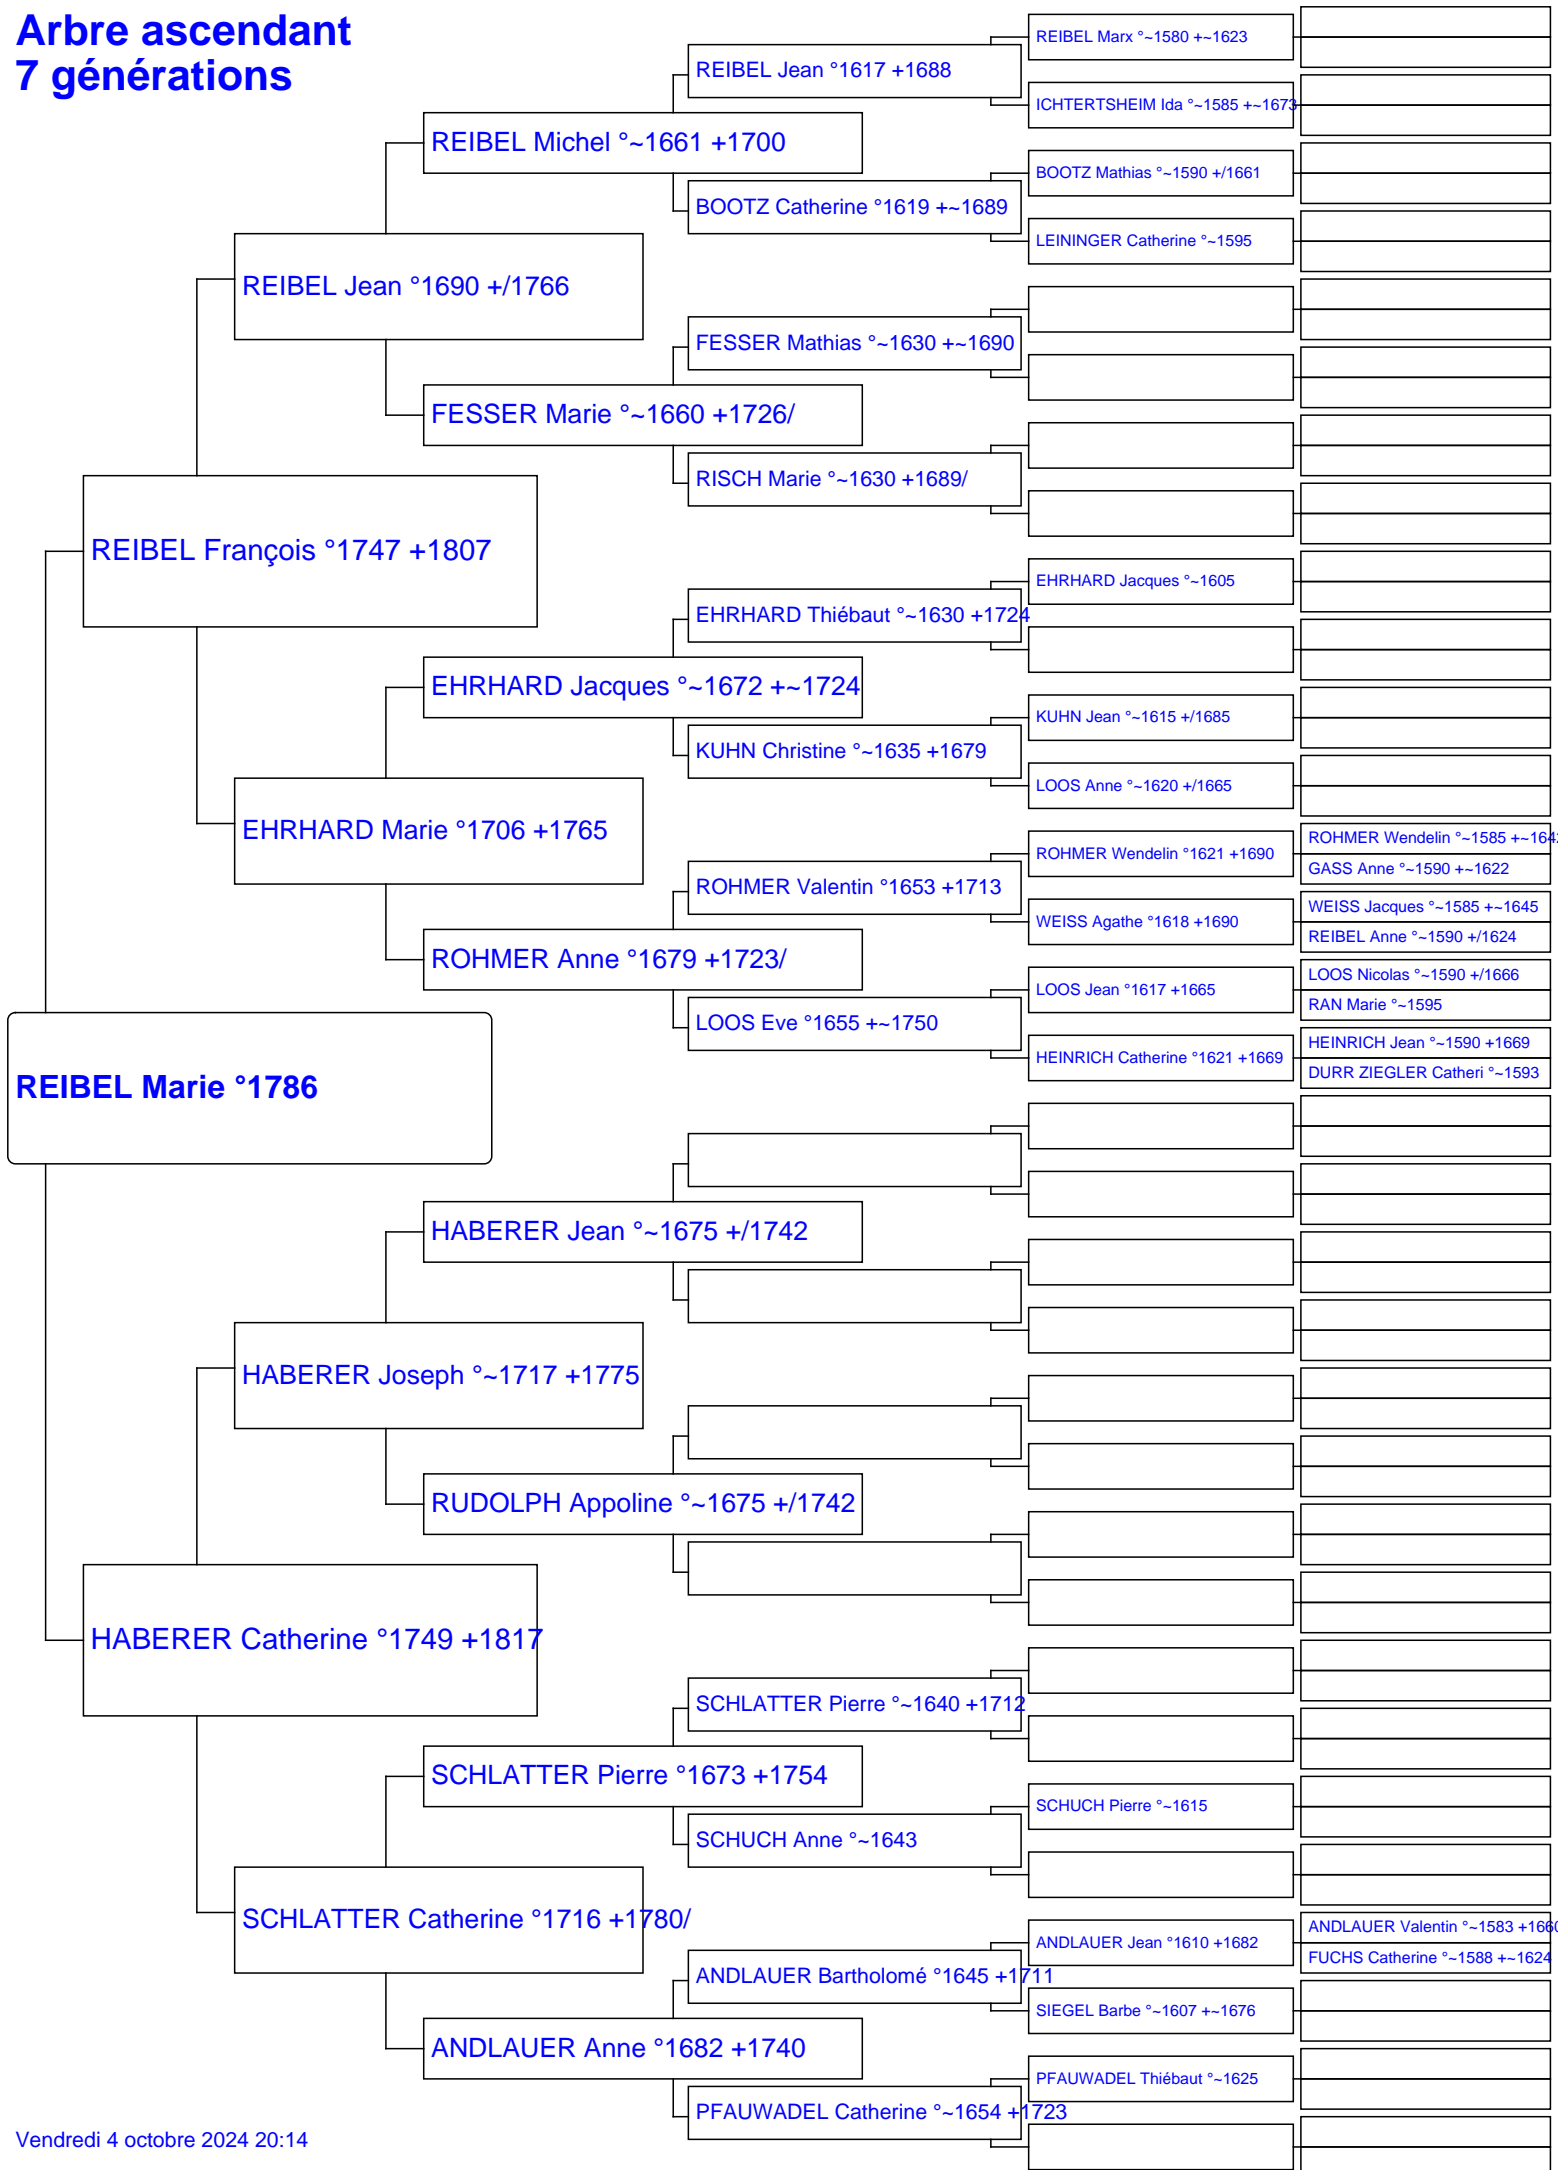 Arbre ascendant
7 générations
REIBEL Marie °1786
REIBEL François °1747 +1807
HABERER Catherine °1749 +1817
REIBEL Jean °1690 +/1766
EHRHARD Marie °1706 +1765
HABERER Joseph °~1717 +1775
SCHLATTER Catherine °1716 +1780/
REIBEL Michel °~1661 +1700
FESSER Marie °~1660 +1726/
EHRHARD Jacques °~1672 +~1724
ROHMER Anne °1679 +1723/
HABERER Jean °~1675 +/1742
RUDOLPH Appoline °~1675 +/1742
SCHLATTER Pierre °1673 +1754
ANDLAUER Anne °1682 +1740
REIBEL Jean °1617 +1688
BOOTZ Catherine °1619 +~1689
FESSER Mathias °~1630 +~1690
RISCH Marie °~1630 +1689/
EHRHARD Thiébaut °~1630 +1724
KUHN Christine °~1635 +1679
ROHMER Valentin °1653 +1713
LOOS Eve °1655 +~1750
SCHLATTER Pierre °~1640 +1712
SCHUCH Anne °~1643
ANDLAUER Bartholomé °1645 +1711
PFAUWADEL Catherine °~1654 +1723
REIBEL Marx °~1580 +~1623
ICHTERTSHEIM Ida °~1585 +~1673
BOOTZ Mathias °~1590 +/1661
LEININGER Catherine °~1595
EHRHARD Jacques °~1605
KUHN Jean °~1615 +/1685
LOOS Anne °~1620 +/1665
ROHMER Wendelin °1621 +1690
WEISS Agathe °1618 +1690
LOOS Jean °1617 +1665
HEINRICH Catherine °1621 +1669
SCHUCH Pierre °~1615
ANDLAUER Jean °1610 +1682
SIEGEL Barbe °~1607 +~1676
PFAUWADEL Thiébaut °~1625
ROHMER Wendelin °~1585 +~1642
GASS Anne °~1590 +~1622
WEISS Jacques °~1585 +~1645
REIBEL Anne °~1590 +/1624
LOOS Nicolas °~1590 +/1666
RAN Marie °~1595
HEINRICH Jean °~1590 +1669
DURR ZIEGLER Catheri °~1593
ANDLAUER Valentin °~1583 +1660
FUCHS Catherine °~1588 +~1624
Vendredi 4 octobre 2024 20:14